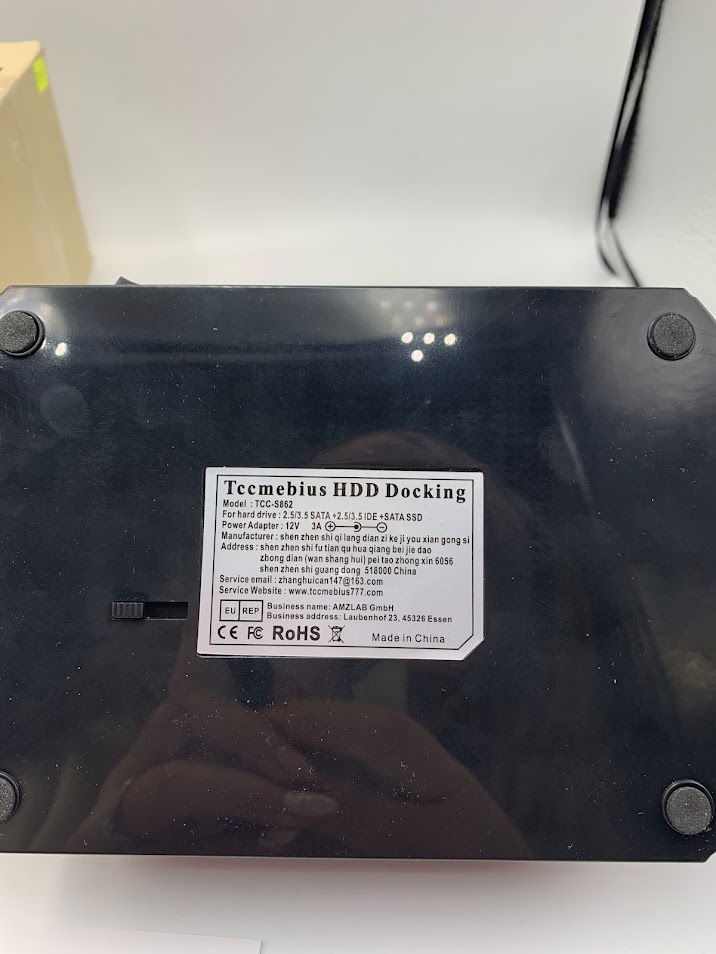 Tccmebius HDD Docking
Model : TCC-S862
For hard drive : 2.5/3.5 SATA +2.5/3.5 IDE +SATA SSD
Power Adapter : 12V 3A
Manufacturer : shen zhen shi qi lang dian zi ke ji you xian gong si
Address : shen zhen shi fu tian qu hua qiang bei jie dao
zhong dian (wan shang hui) pei tao zhong xin 6056
shen zhen shi guang dong 518000 China
Service email : zhanghuican147@163.com
Service Website : www.tccmebius777.com
EU REP Business name: AMZLAB GmbH
Business address: Laubenhof 23, 45326 Essen
CE FC RoHS Made in China